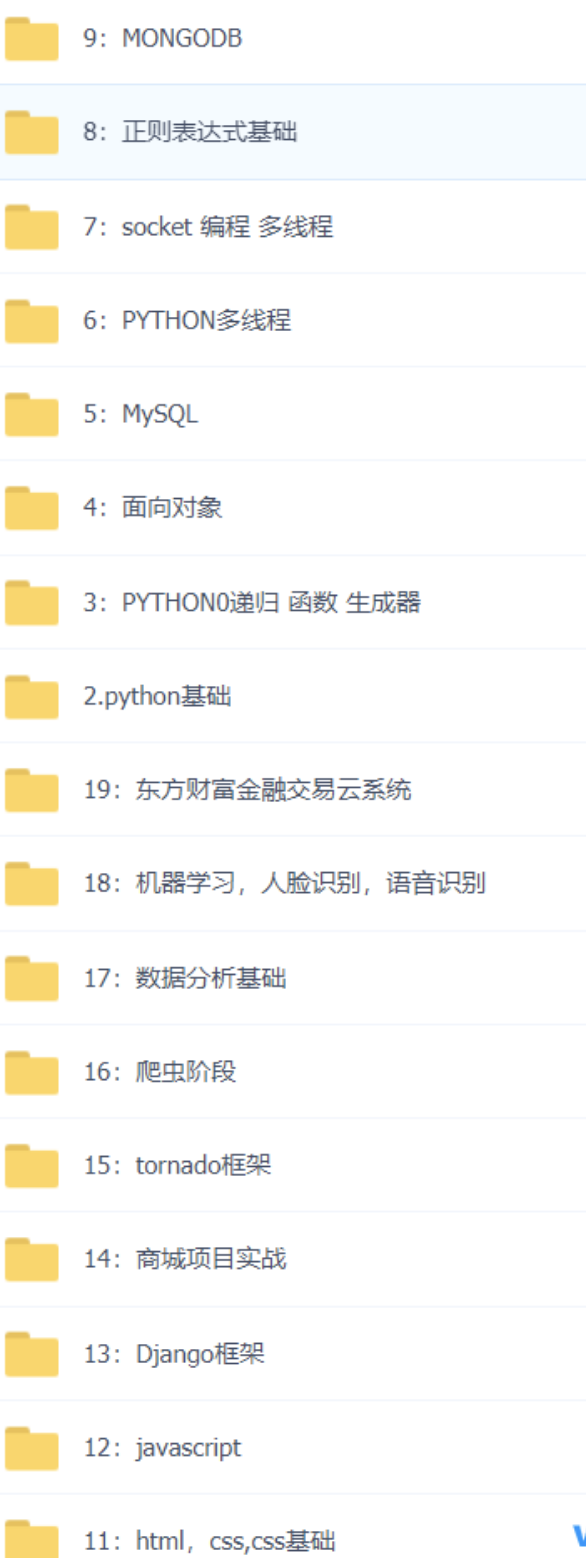 9：MONGODB
8：正则表达式基础
7：socket 编程 多线程
6：PYTHON多线程
5：MySQL
4：面向对象
3：PYTHON0递归 函数 生成器
2.python基础
19：东方财富金融交易云系统
18：机器学习，人脸识别，语音识别
17：数据分析基础
16：爬虫阶段
15：tornado框架
14：商城项目实战
13：Django框架
12：javascript
11：html，css,css基础